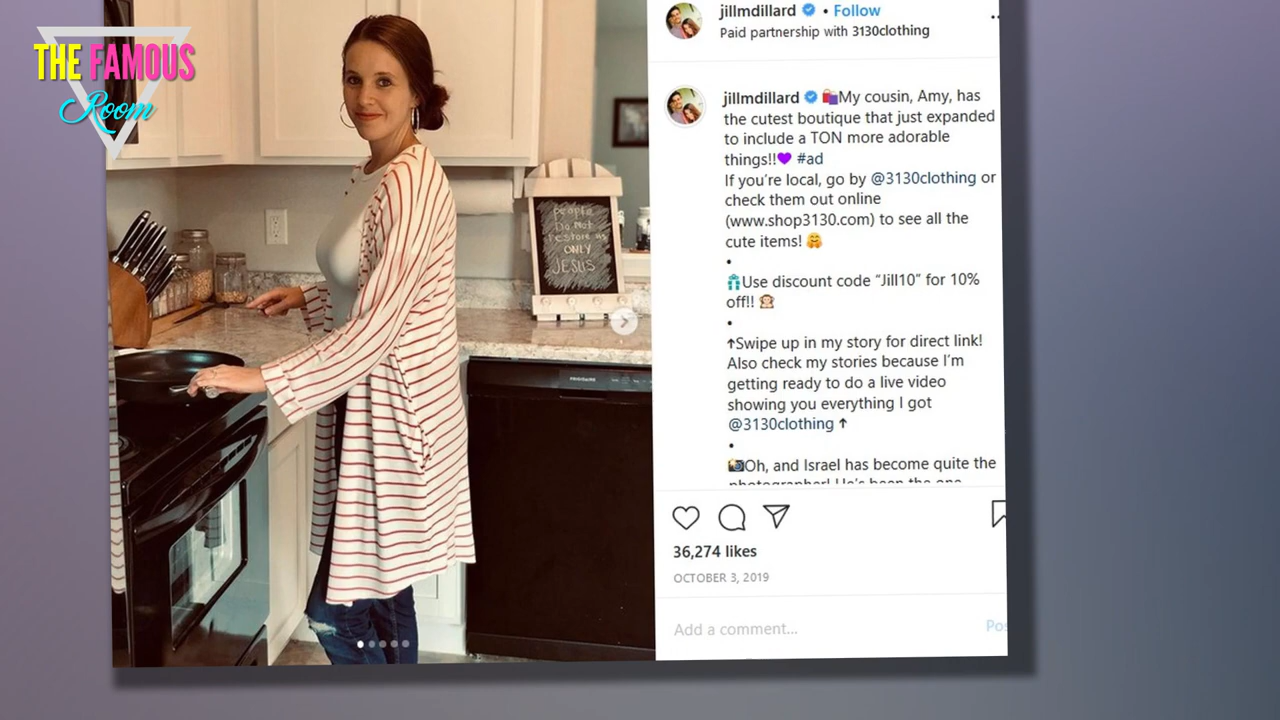 THE FAMOUS
Room
people
Do Not
restore us
ONLY
JESUS
FRIGIDAIRE
jillmdillard • Follow
Paid partnership with 3130clothing
jillmdillard 🛍️My cousin, Amy, has
the cutest boutique that just expanded
to include a TON more adorable
things!!💜 #ad
If you're local, go by @3130clothing or
check them out online
(www.shop3130.com) to see all the
cute items! 🤗
•
Use discount code “Jill10” for 10%
off!! 🙊
•
↑Swipe up in my story for direct link!
Also check my stories because I'm
getting ready to do a live video
showing you everything I got
@3130clothing ↑
•
📸Oh, and Israel has become quite the
photographer! He's been the one
36,274 likes
OCTOBER 3, 2019
Add a comment...